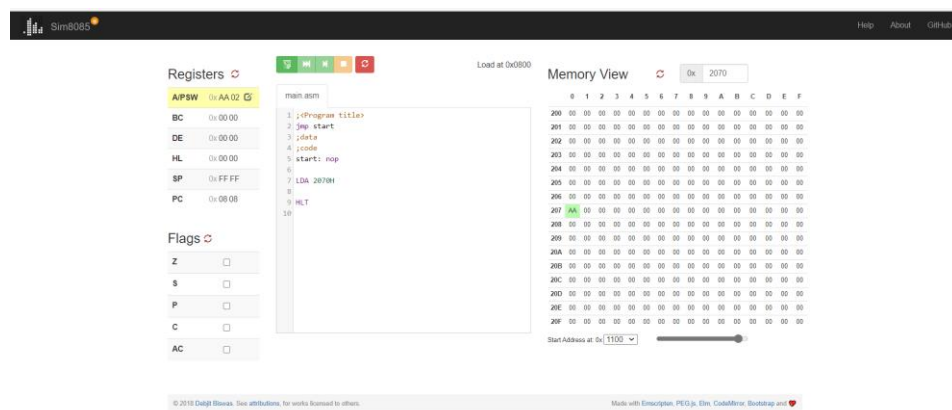 Sim8085
Help About GitHub
Registers
A/PSW 0x AA 02
BC 0x 00 00
DE 0x 00 00
HL 0x 00 00
SP 0x FF FF
PC 0x 08 08
Flags
Z
S
P
C
AC
Load at 0x0800
main.asm
1 ;<Program title>
2 jmp start
3 ;data
4 ;code
5 start: nop
6
7 LDA 2070H
8
9 HLT
10
Memory View 0x 2070
0 1 2 3 4 5 6 7 8 9 A B C D E F
200 00 00 00 00 00 00 00 00 00 00 00 00 00 00 00 00
201 00 00 00 00 00 00 00 00 00 00 00 00 00 00 00 00
202 00 00 00 00 00 00 00 00 00 00 00 00 00 00 00 00
203 00 00 00 00 00 00 00 00 00 00 00 00 00 00 00 00
204 00 00 00 00 00 00 00 00 00 00 00 00 00 00 00 00
205 00 00 00 00 00 00 00 00 00 00 00 00 00 00 00 00
206 00 00 00 00 00 00 00 00 00 00 00 00 00 00 00 00
207 AA 00 00 00 00 00 00 00 00 00 00 00 00 00 00 00
208 00 00 00 00 00 00 00 00 00 00 00 00 00 00 00 00
209 00 00 00 00 00 00 00 00 00 00 00 00 00 00 00 00
20A 00 00 00 00 00 00 00 00 00 00 00 00 00 00 00 00
20B 00 00 00 00 00 00 00 00 00 00 00 00 00 00 00 00
20C 00 00 00 00 00 00 00 00 00 00 00 00 00 00 00 00
20D 00 00 00 00 00 00 00 00 00 00 00 00 00 00 00 00
20E 00 00 00 00 00 00 00 00 00 00 00 00 00 00 00 00
20F 00 00 00 00 00 00 00 00 00 00 00 00 00 00 00 00
Start Address at 0x 1100
© 2018 Debjit Biswas. See attributions, for works licensed to others.
Made with Emscripten, PEG.js, Elm, CodeMirror, Bootstrap and